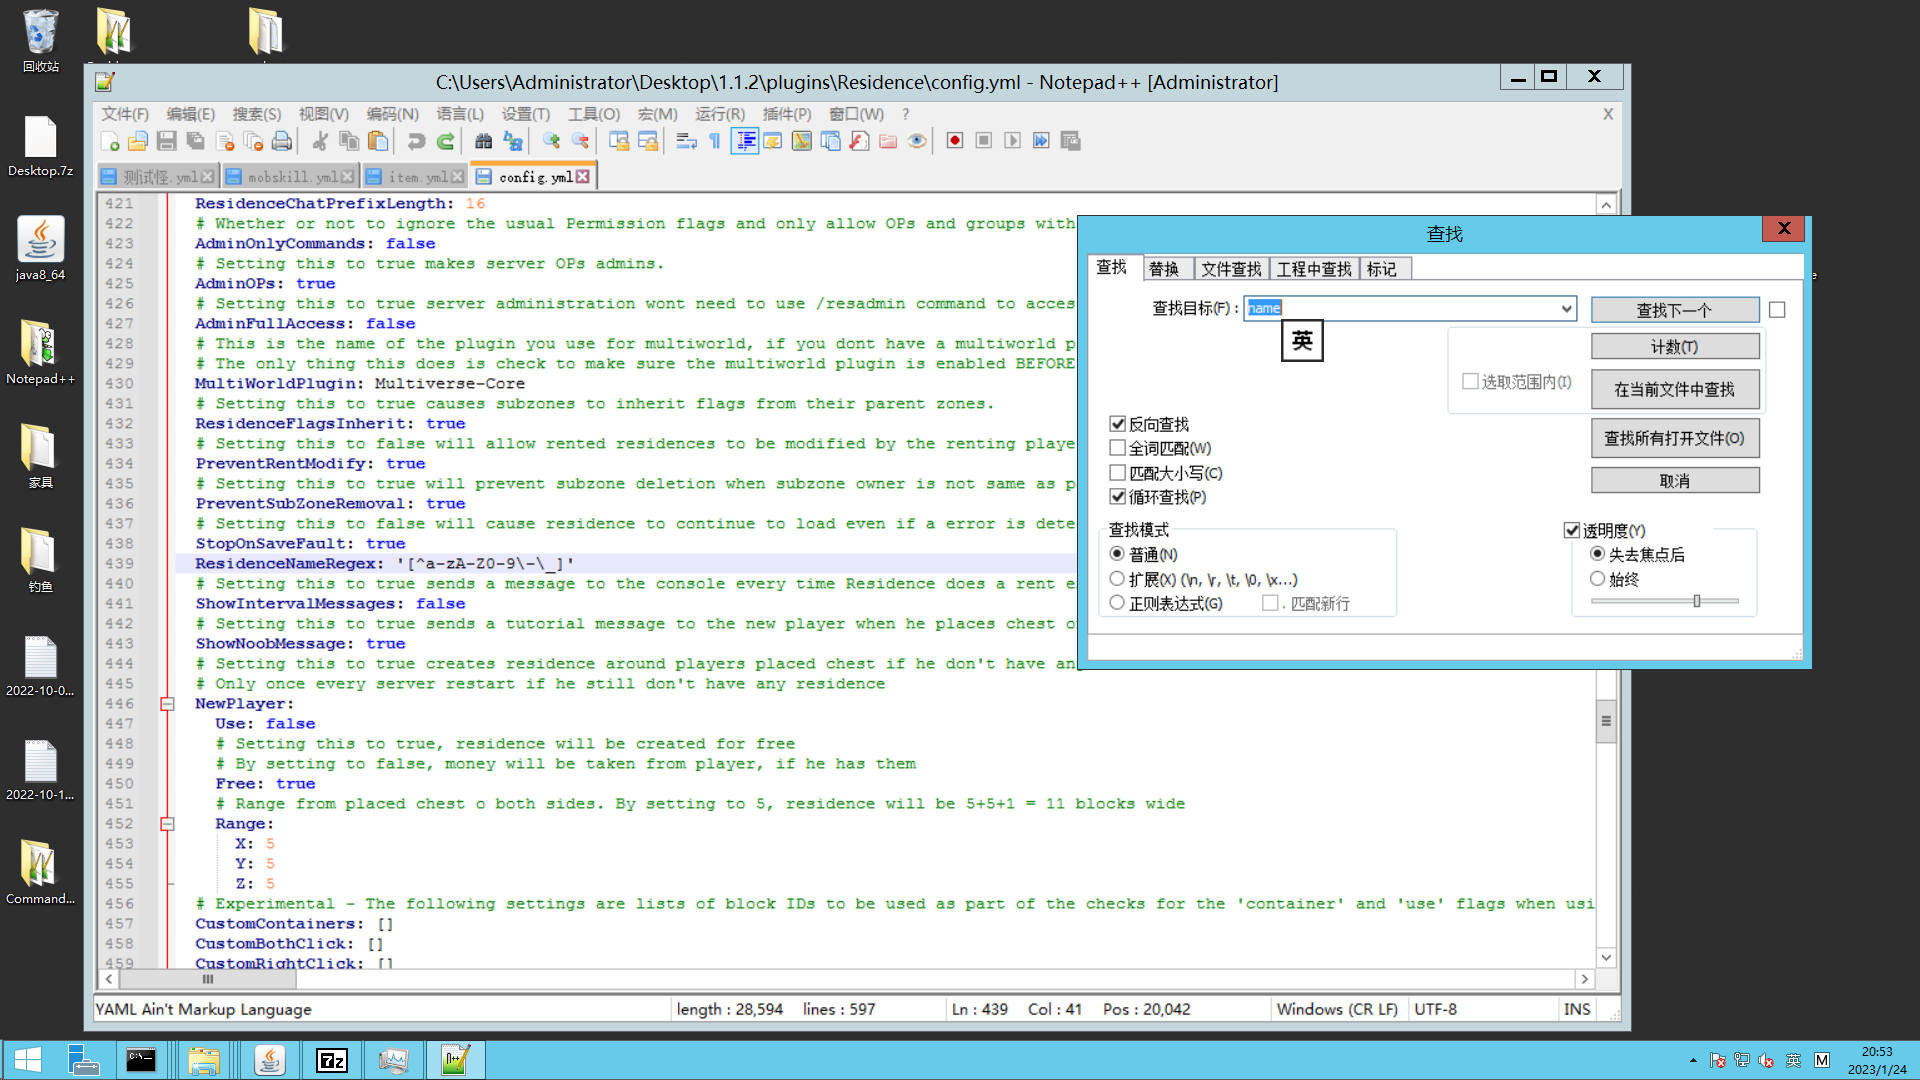 回收站
Desktop.7z
java8_64
Notepad++
家具
钓鱼
2022-10-0...
2022-10-1...
Command...
C:\Users\Administrator\Desktop\1.1.2\plugins\Residence\config.yml - Notepad++ [Administrator]
文件(F) 编辑(E) 搜索(S) 视图(V) 编码(N) 语言(L) 设置(T) 工具(O) 宏(M) 运行(R) 插件(P) 窗口(W) ? X
测试怪.yml mobskill.yml item.yml config.yml
421 ResidenceChatPrefixLength: 16
422 # Whether or not to ignore the usual Permission flags and only allow OPs and groups with
423 AdminOnlyCommands: false
424 # Setting this to true makes server OPs admins.
425 AdminOPs: true
426 # Setting this to true server administration wont need to use /resadmin command to acces
427 AdminFullAccess: false
428 # This is the name of the plugin you use for multiworld, if you dont have a multiworld p
429 # The only thing this does is check to make sure the multiworld plugin is enabled BEFORE
430 MultiWorldPlugin: Multiverse-Core
431 # Setting this to true causes subzones to inherit flags from their parent zones.
432 ResidenceFlagsInherit: true
433 # Setting this to false will allow rented residences to be modified by the renting playe
434 PreventRentModify: true
435 # Setting this to true will prevent subzone deletion when subzone owner is not same as p
436 PreventSubZoneRemoval: true
437 # Setting this to false will cause residence to continue to load even if a error is dete
438 StopOnSaveFault: true
439 ResidenceNameRegex: '[^a-zA-Z0-9\-\_]'
440 # Setting this to true sends a message to the console every time Residence does a rent e
441 ShowIntervalMessages: false
442 # Setting this to true sends a tutorial message to the new player when he places chest o
443 ShowNoobMessage: true
444 # Setting this to true creates residence around players placed chest if he don't have an
445 # Only once every server restart if he still don't have any residence
446 NewPlayer:
447 Use: false
448 # Setting this to true, residence will be created for free
449 # By setting to false, money will be taken from player, if he has them
450 Free: true
451 # Range from placed chest o both sides. By setting to 5, residence will be 5+5+1 = 11 blocks wide
452 Range:
453 X: 5
454 Y: 5
455 Z: 5
456 # Experimental - The following settings are lists of block IDs to be used as part of the checks for the 'container' and 'use' flags when usi
457 CustomContainers: []
458 CustomBothClick: []
459 CustomRightClick: []
YAML Ain't Markup Language length : 28,594 lines : 597 Ln : 439 Col : 41 Pos : 20,042 Windows (CR LF) UTF-8 INS
查找
查找 替换 文件查找 工程中查找 标记
查找目标(F) : name 查找下一个
英
计数(T)
选取范围内(I)
在当前文件中查找
反向查找
查找所有打开文件(O)
全词匹配(W)
匹配大小写(C)
取消
循环查找(P)
查找模式
普通(N)
扩展(X) (\n, \r, \t, \0, \x...)
正则表达式(G) . 匹配新行
透明度(Y)
失去焦点后
始终
C:\_
7z
英 M
20:53
2023/1/24